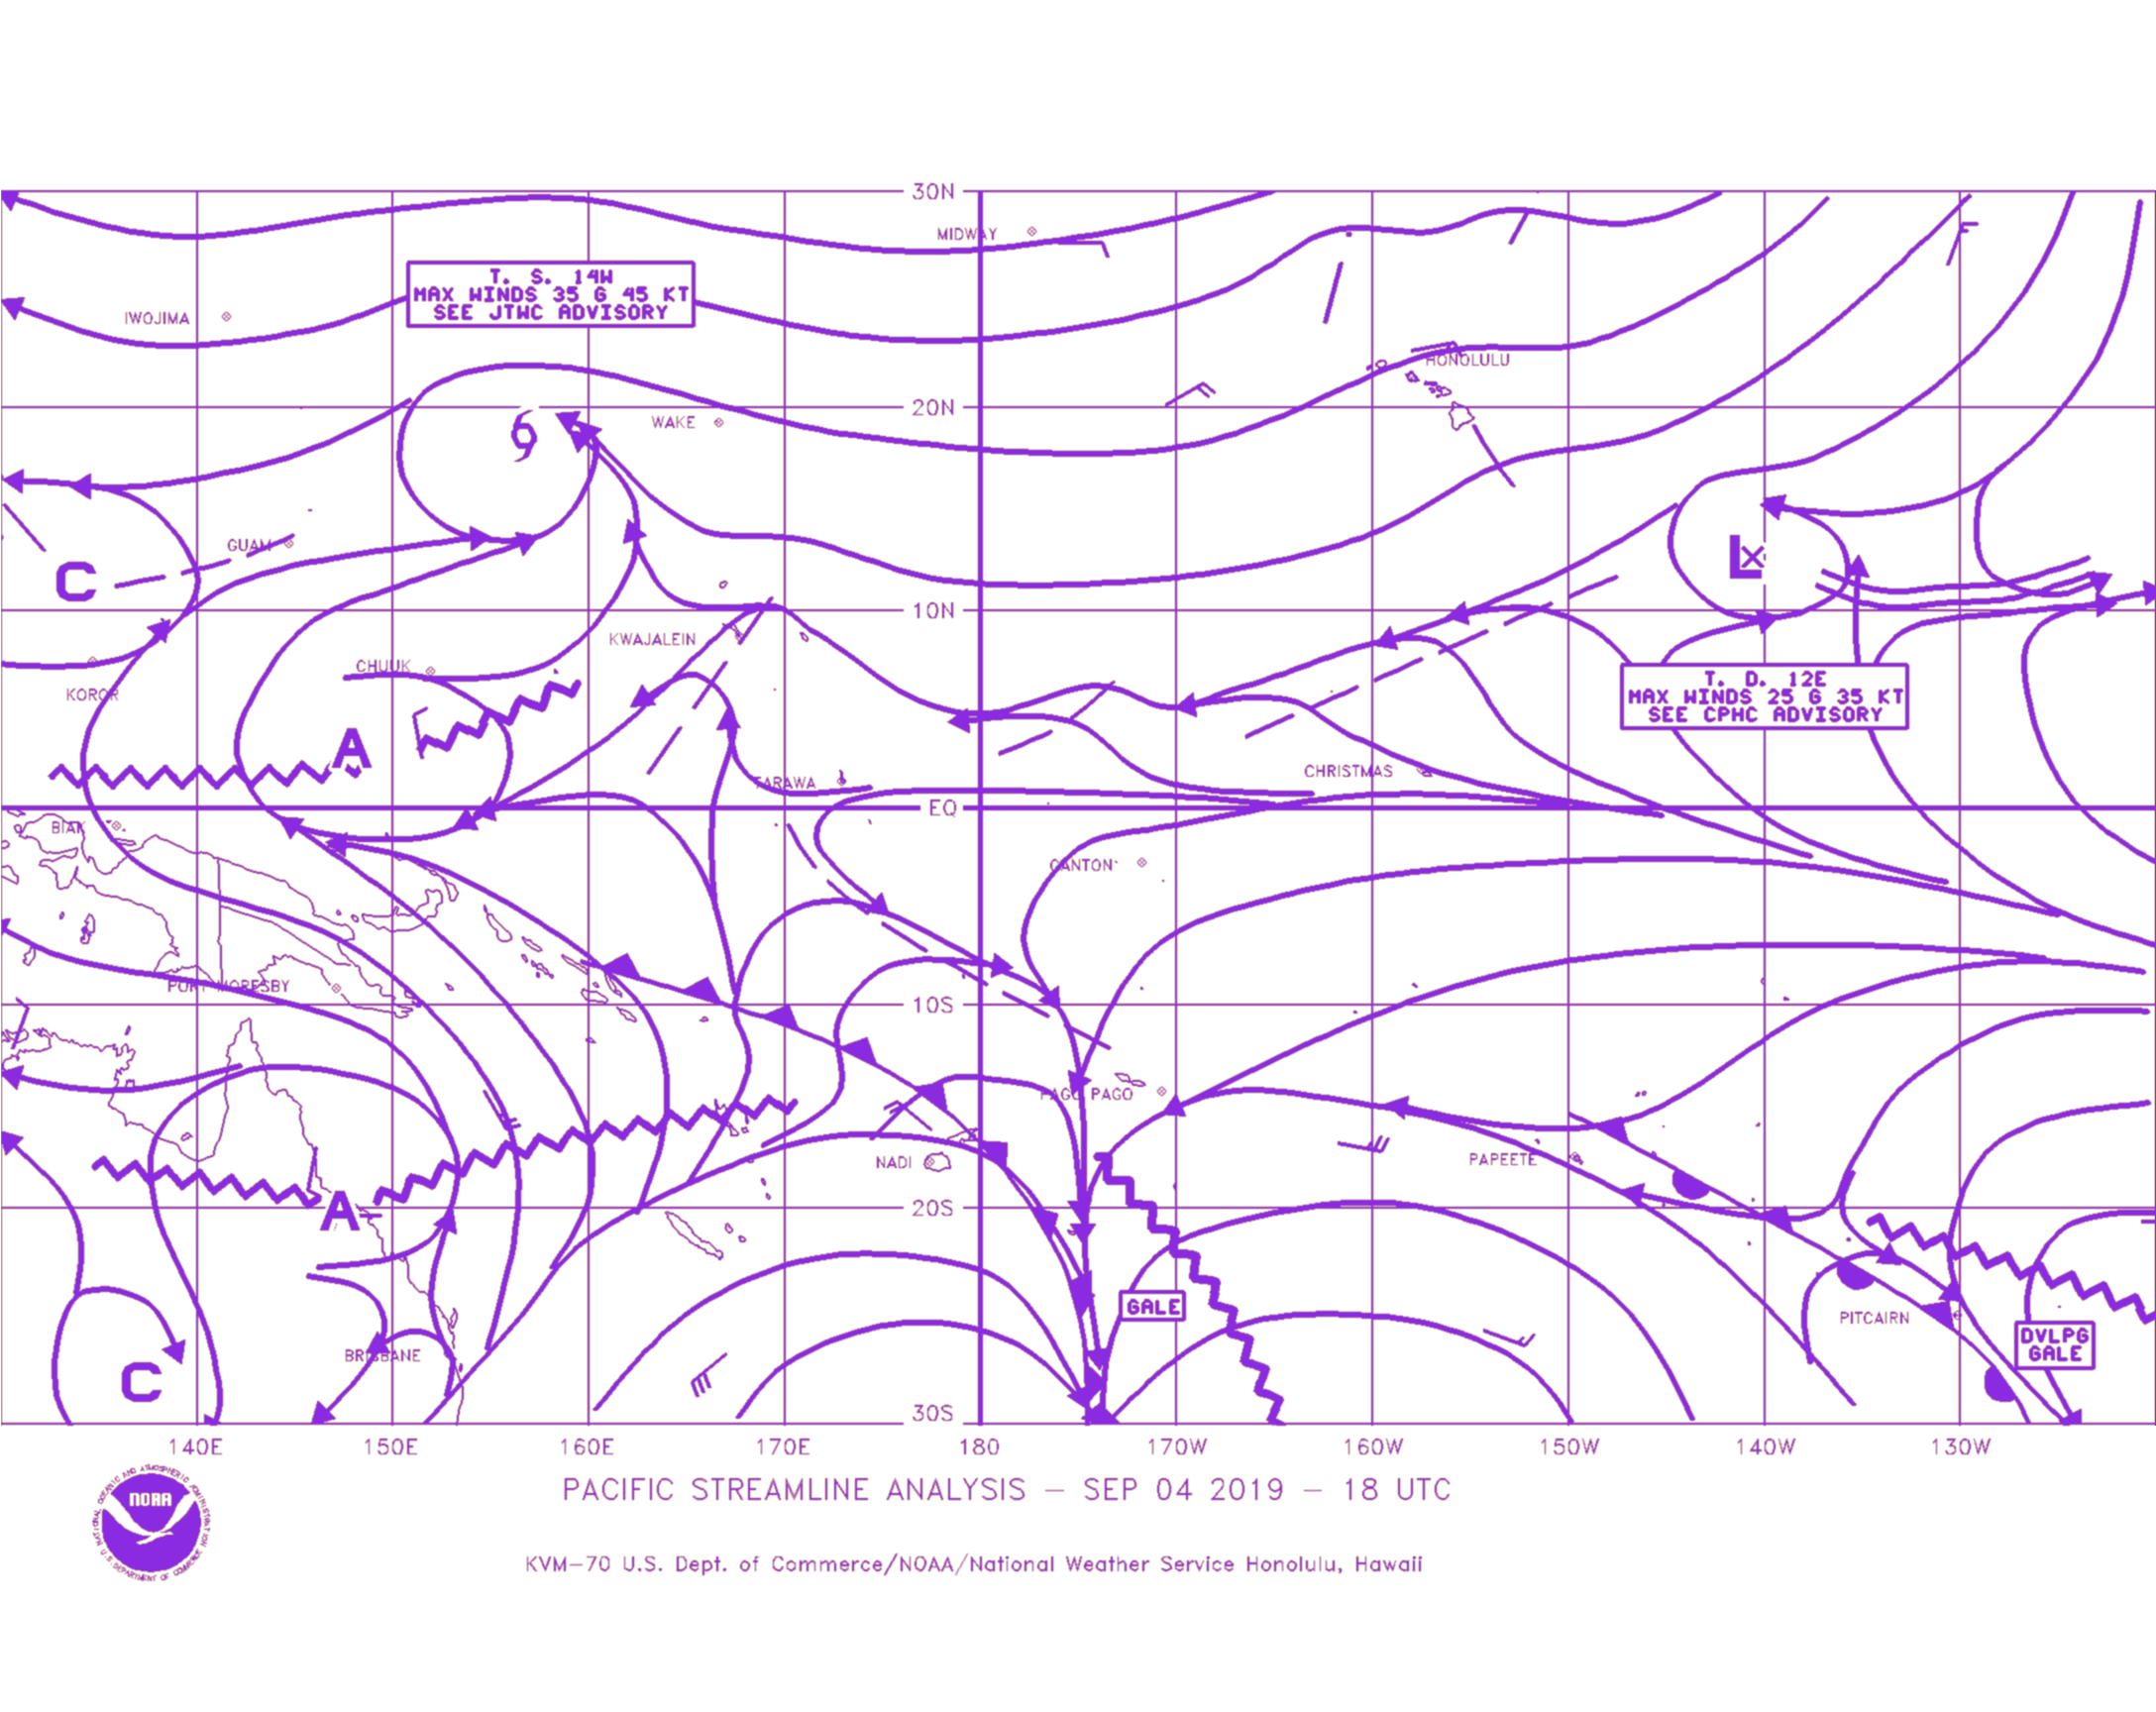 30N
MIDWAY
T. S. 14W
MAX WINDS 35 G 45 KT
SEE JTWC ADVISORY
IWOJIMA
HONOLULU
20N
WAKE
GUAM
C
L
10N
KWAJALEIN
CHUUK
KOROR
T. D. 12E
MAX WINDS 25 G 35 KT
SEE CPHC ADVISORY
A
CHRISTMAS
TARAWA
EQ
BIAK
CANTON
PORT MORESBY
10S
PAGO PAGO
NADI
PAPEETE
A
20S
GALE
PITCAIRN
DVLPG
GALE
BRISBANE
C
30S
140E 150E 160E 170E 180 170W 160W 150W 140W 130W
PACIFIC STREAMLINE ANALYSIS – SEP 04 2019 – 18 UTC
NOAA
NATIONAL OCEANIC AND ATMOSPHERIC ADMINISTRATION
U.S. DEPARTMENT OF COMMERCE
KVM–70 U.S. Dept. of Commerce/NOAA/National Weather Service Honolulu, Hawaii